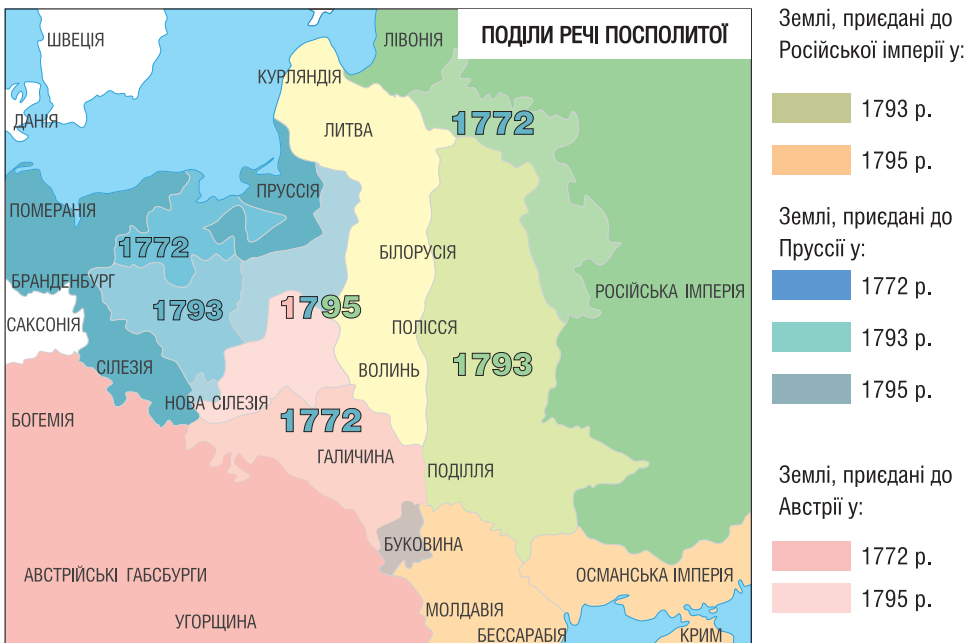 ПОДІЛИ РЕЧІ ПОСПОЛИТОЇ
ШВЕЦІЯ
ЛІВОНІЯ
КУРЛЯНДІЯ
ДАНІЯ
ЛИТВА
1772
ПРУССІЯ
ПОМЕРАНІЯ
1772
БІЛОРУСІЯ
БРАНДЕНБУРГ
1793
1795
РОСІЙСЬКА ІМПЕРІЯ
САКСОНІЯ
ПОЛІССЯ
СІЛЕЗІЯ
ВОЛИНЬ
1793
НОВА СІЛЕЗІЯ
БОГЕМІЯ
1772
ГАЛИЧИНА
ПОДІЛЛЯ
БУКОВИНА
АВСТРІЙСЬКІ ГАБСБУРГИ
ОСМАНСЬКА ІМПЕРІЯ
УГОРЩИНА
МОЛДАВІЯ
БЕССАРАБІЯ
КРИМ
Землі, приєдані до
Російської імперії у:
1793 р.
1795 р.
Землі, приєдані до
Пруссії у:
1772 р.
1793 р.
1795 р.
Землі, приєдані до
Австрії у:
1772 р.
1795 р.